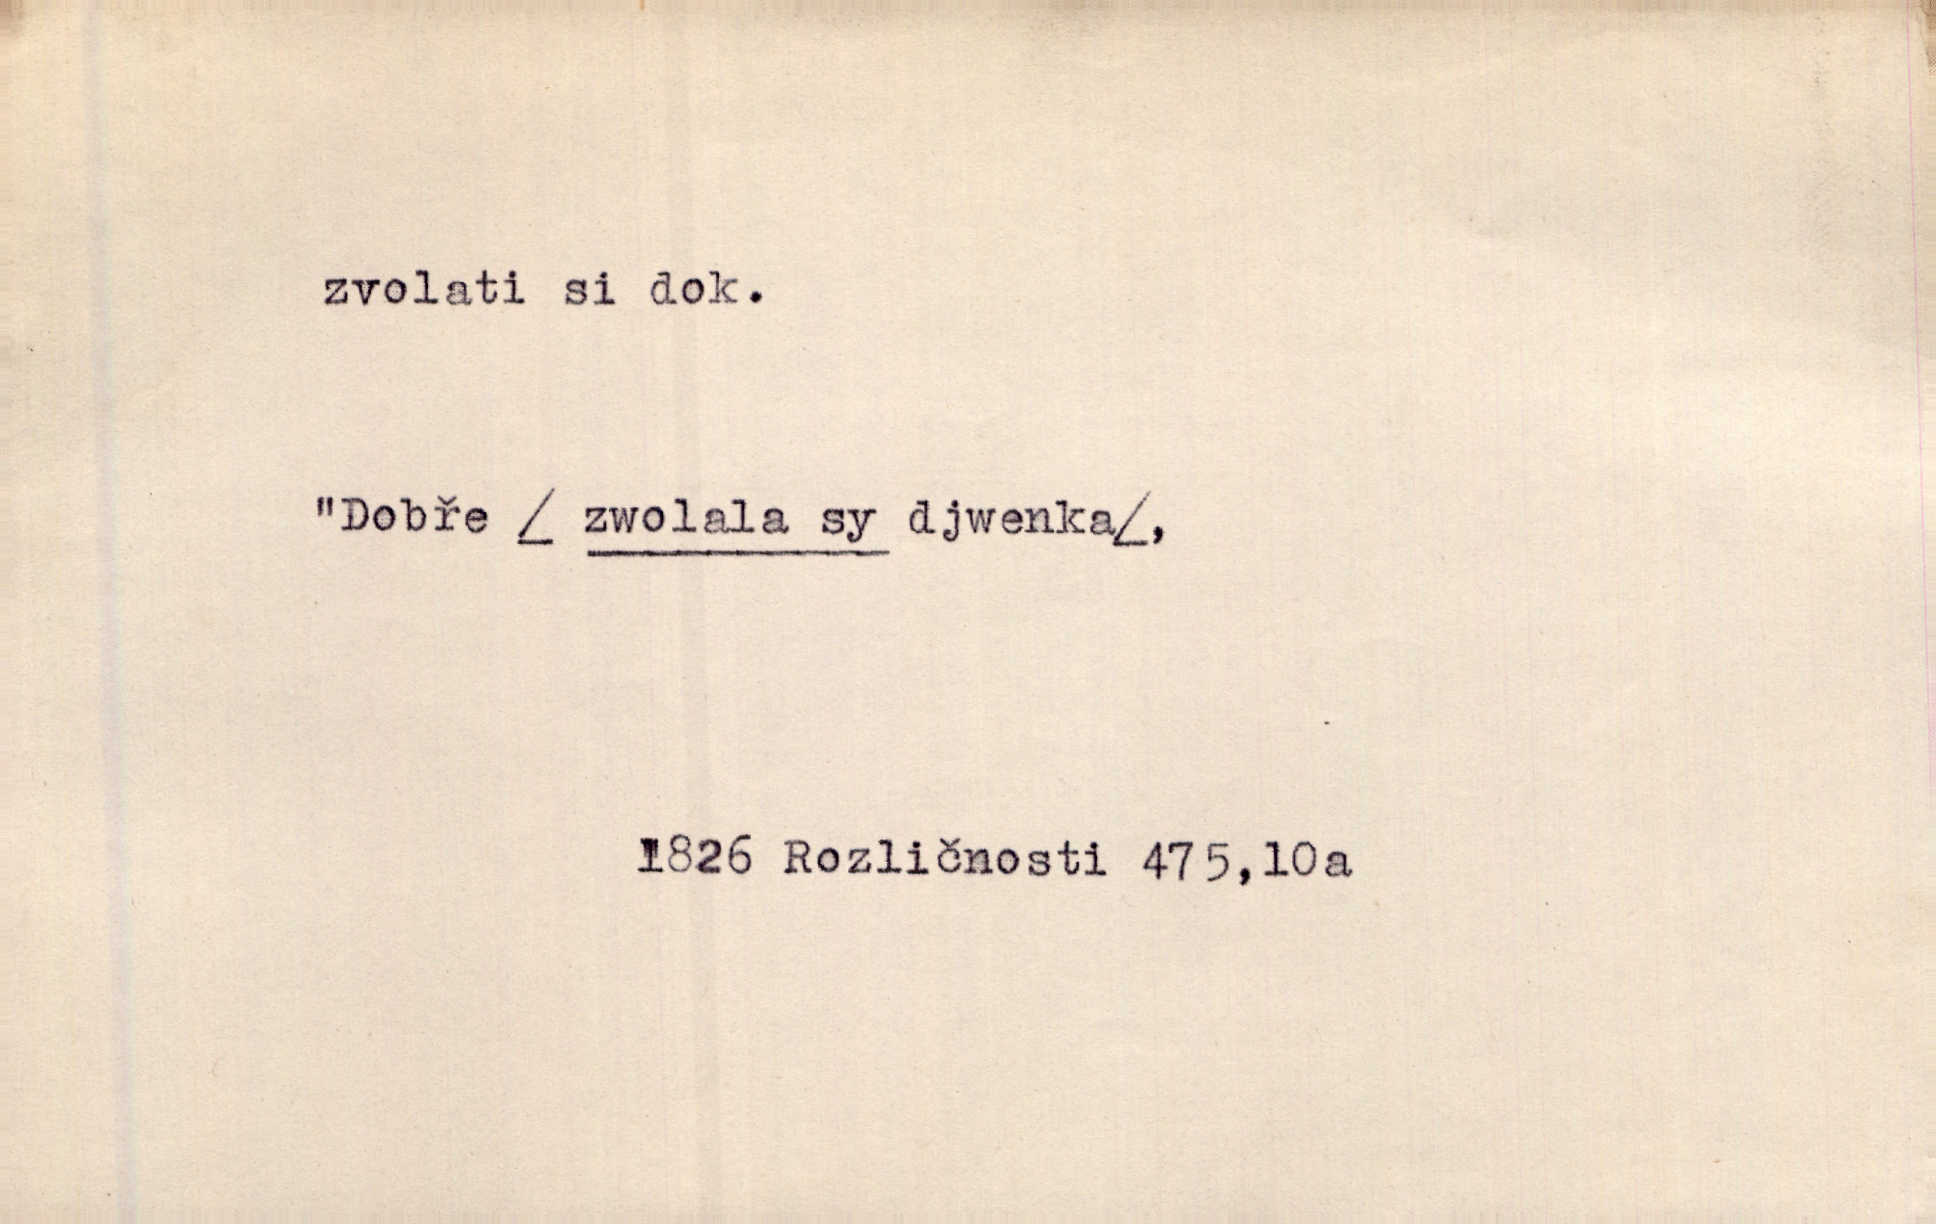 zvolati si dok.
"Dobře / zwolala sy djwenka/,
1826 Rozličnosti 475,10a